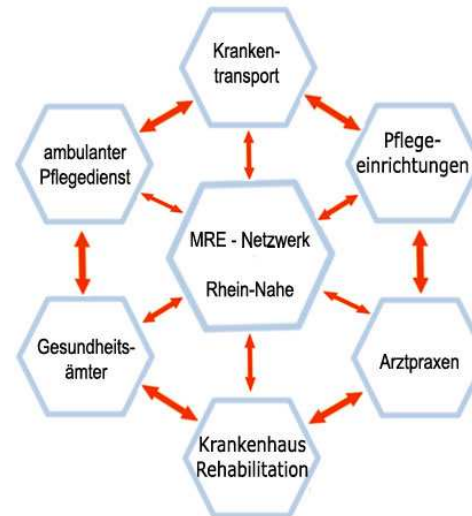 Kranken-
transport
ambulanter
Pflegedienst
Pflege-
einrichtungen
MRE - Netzwerk
Rhein-Nahe
Gesundheits-
ämter
Arztpraxen
Krankenhaus
Rehabilitation